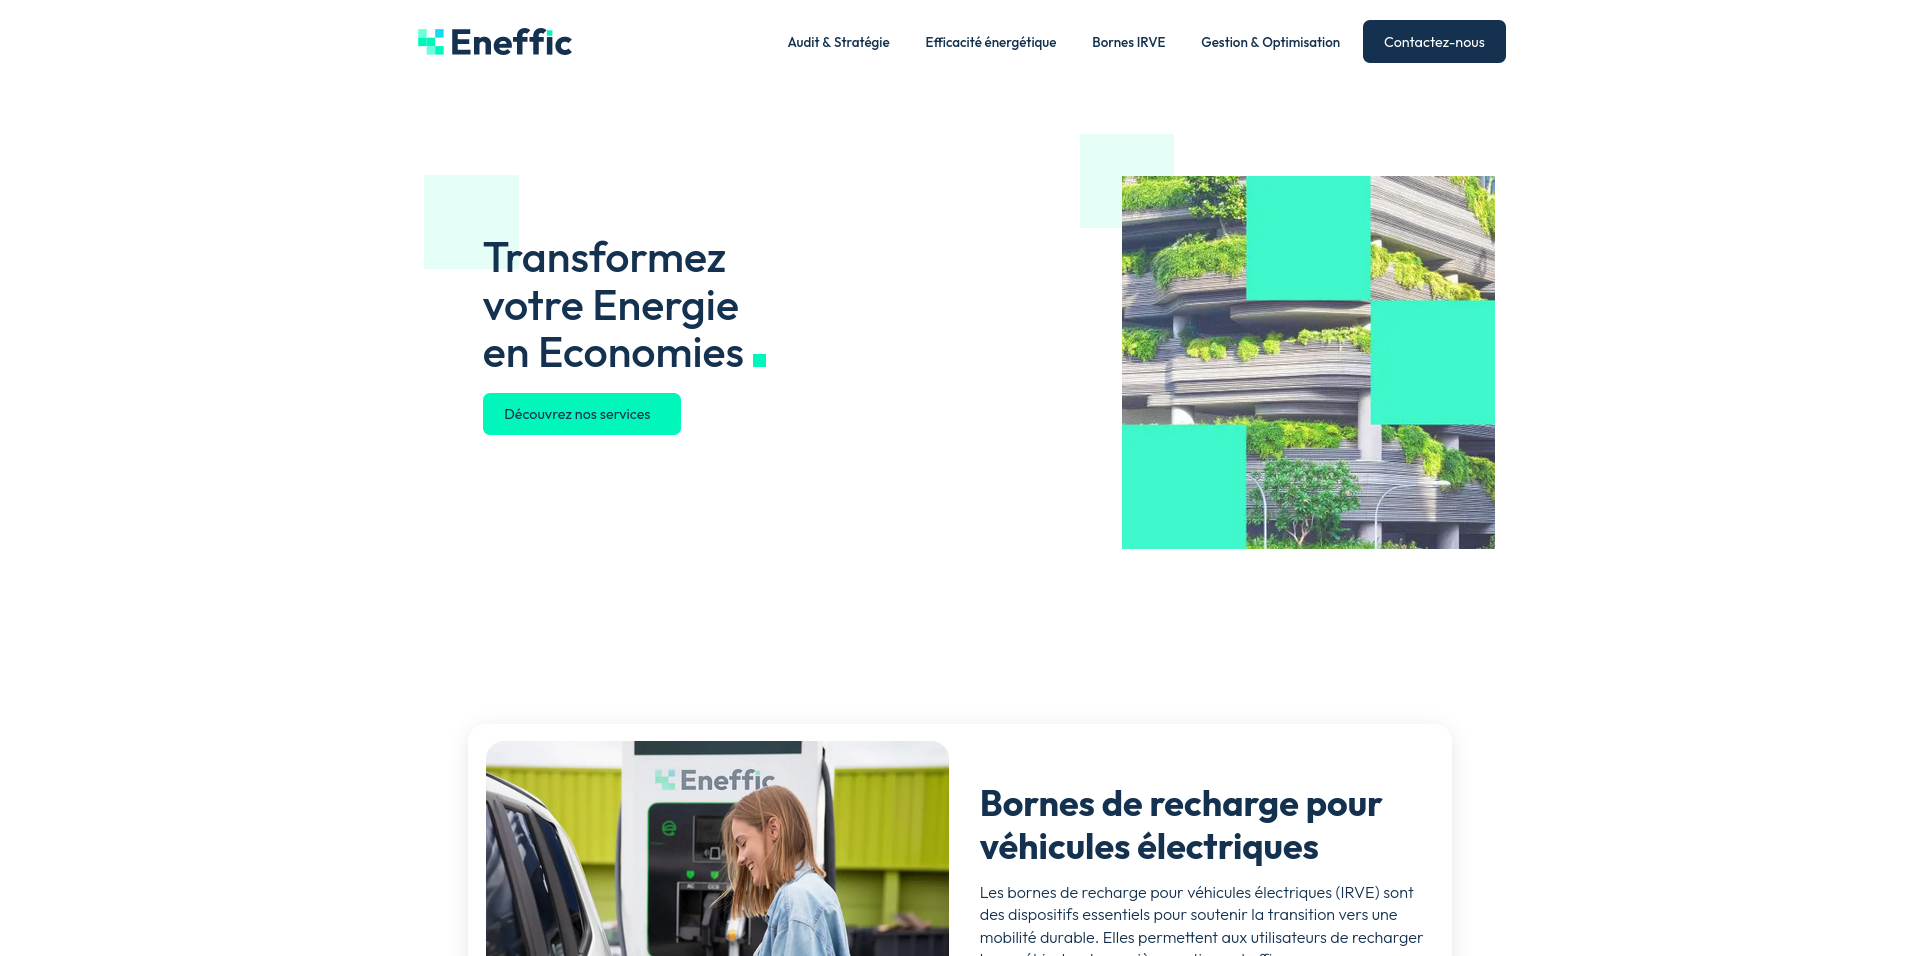 Eneffic
Audit & Stratégie
Efficacité énergétique
Bornes IRVE
Gestion & Optimisation
Contactez-nous
Transformez
votre Energie
en Economies
Découvrez nos services
Eneffic
Bornes de recharge pour
véhicules électriques
Les bornes de recharge pour véhicules électriques (IRVE) sont
des dispositifs essentiels pour soutenir la transition vers une
mobilité durable. Elles permettent aux utilisateurs de recharger